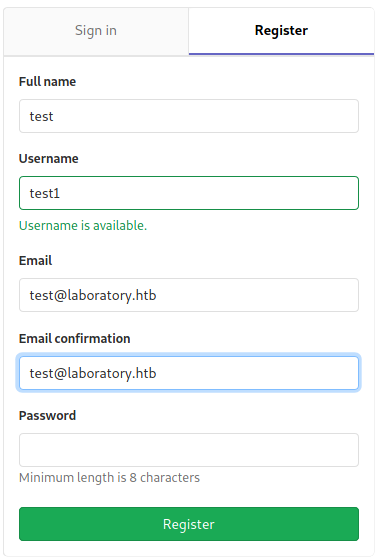 Sign in
Register
Full name
test
Username
test1
Username is available.
Email
test@laboratory.htb
Email confirmation
test@laboratory.htb
Password
Minimum length is 8 characters
Register